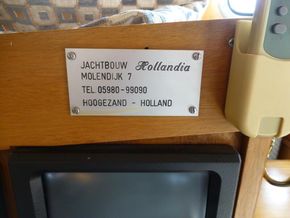 JACHTBOUW Hollandia
MOLENDIJK 7
TEL. 05980-99090
HOOGEZAND - HOLLAND